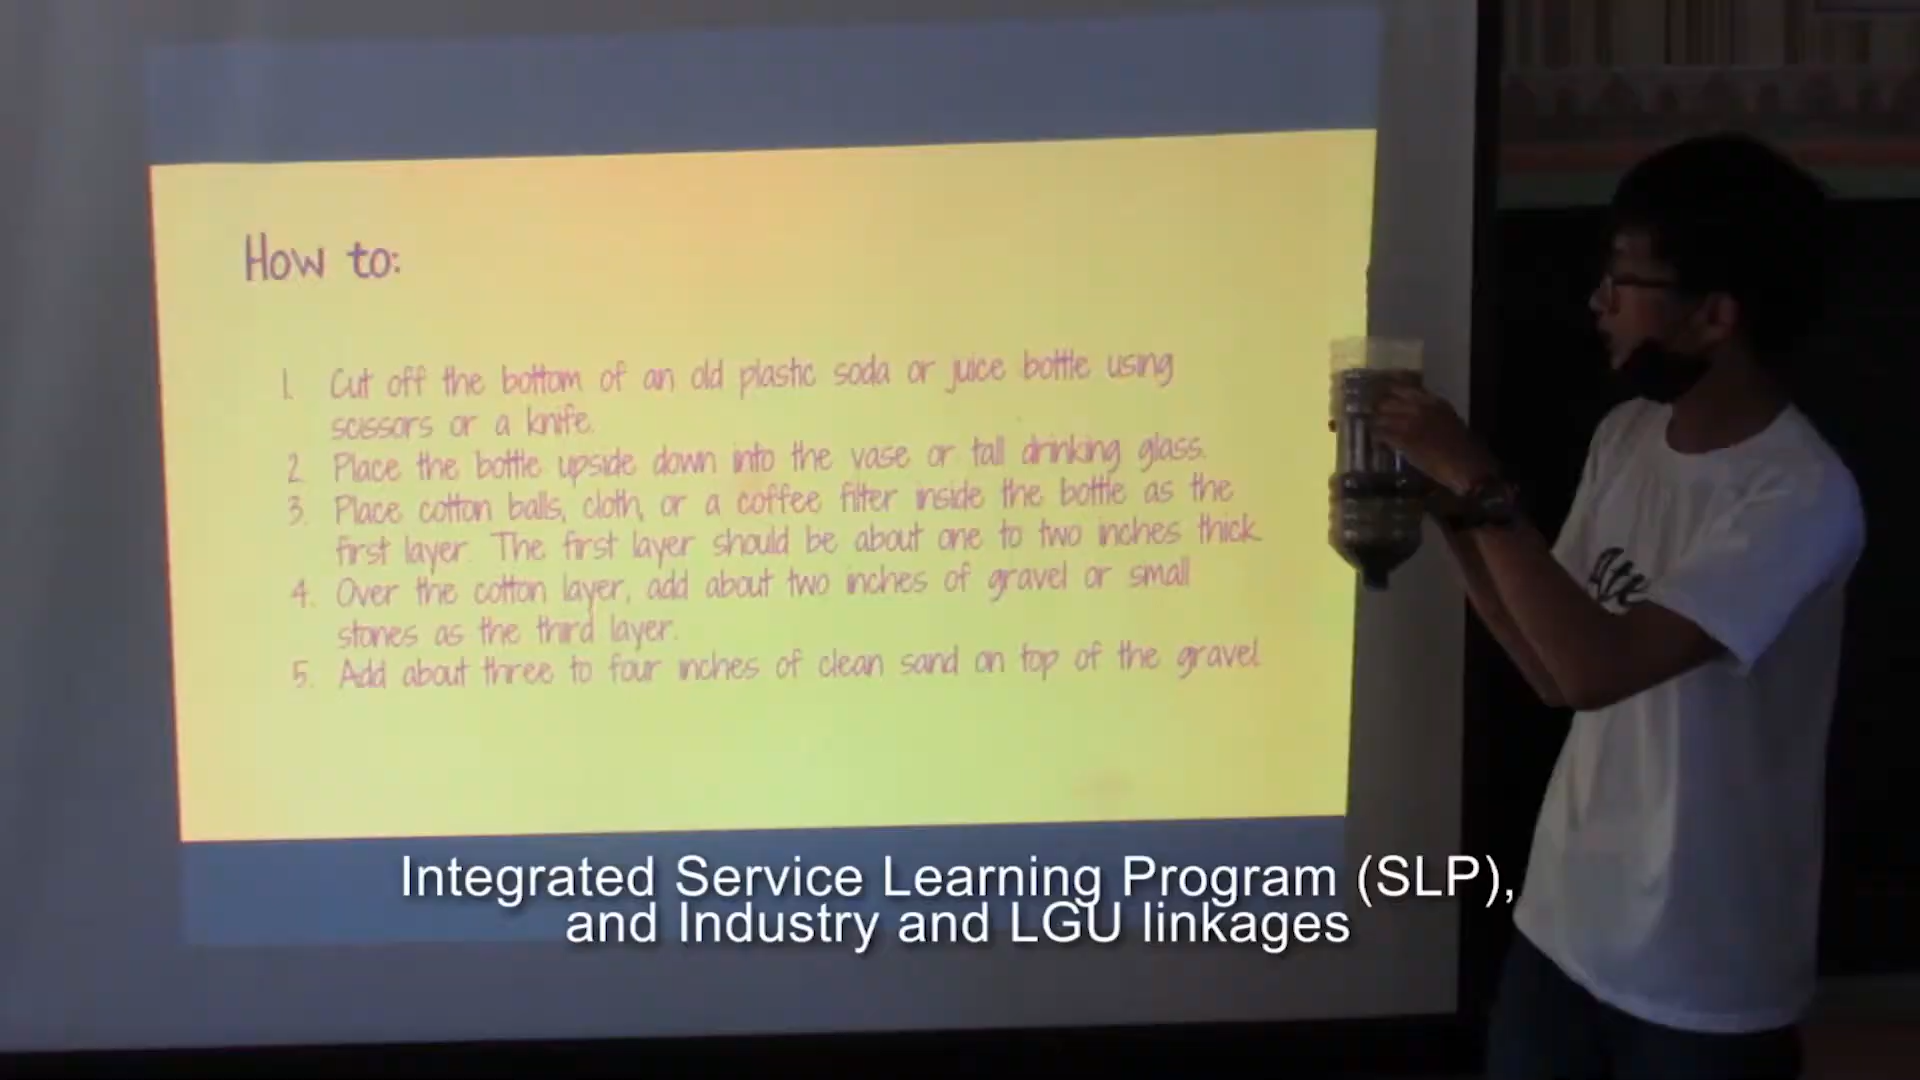 How to:
1. Cut off the bottom of an old plastic soda or juice bottle using
scissors or a knife.
2. Place the bottle upside down into the vase or tall drinking glass.
3. Place cotton balls, cloth, or a coffee filter inside the bottle as the
first layer. The first layer should be about one to two inches thick.
4. Over the cotton layer, add about two inches of gravel or small
stones as the third layer.
5. Add about three to four inches of clean sand on top of the gravel.
Integrated Service Learning Program (SLP),
and Industry and LGU linkages